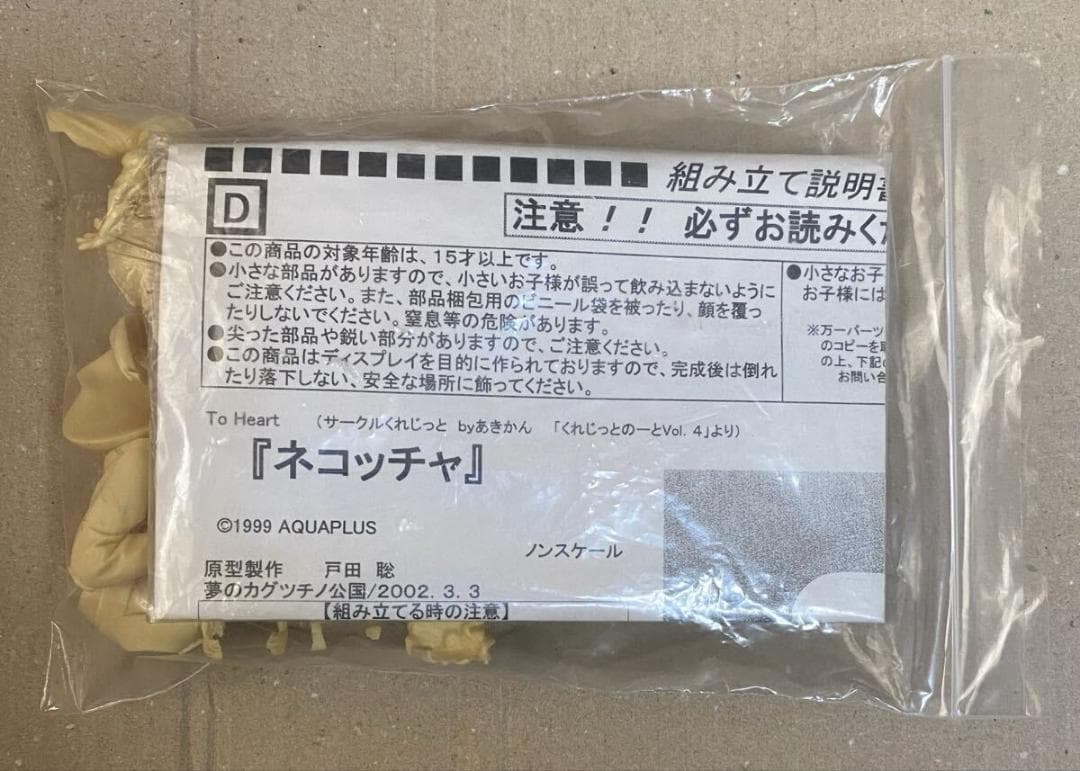 組み立て説明書
D
注意！！ 必ずお読みくだ
●この商品の対象年齢は、15才以上です。
●小さな部品がありますので、小さいお子様が誤って飲み込まないように
ご注意ください。また、部品梱包用のビニール袋を被ったり、顔を覆っ
たりしないでください。窒息等の危険があります。
●尖った部品や鋭い部分がありますので、ご注意ください。
●この商品はディスプレイを目的に作られておりますので、完成後は倒れ
たり落下しない、安全な場所に飾ってください。
●小さなお子
お子様には
※万一パーツ
のコピーを
の上、下記
お問い合
To Heart （サークルくれじっと byあきかん 「くれじっとのーとVol. 4」より）
『ネコッチャ』
©1999 AQUAPLUS
ノンスケール
原型製作 戸田 聡
夢のカグツチノ公国/2002. 3. 3
【組み立てる時の注意】